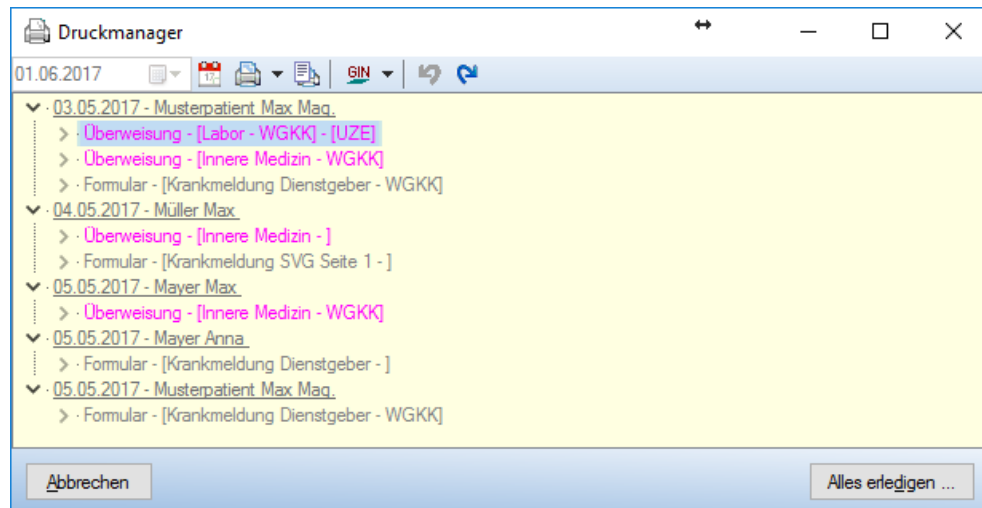 Druckmanager
01.06.2017 17 GIN
03.05.2017 - Musterpatient Max Mag.
Überweisung - [Labor - WGKK] - [UZE]
Überweisung - [Innere Medizin - WGKK]
Formular - [Krankmeldung Dienstgeber - WGKK]
04.05.2017 - Müller Max
Überweisung - [Innere Medizin - ]
Formular - [Krankmeldung SVG Seite 1 - ]
05.05.2017 - Mayer Max
Überweisung - [Innere Medizin - WGKK]
05.05.2017 - Mayer Anna
Formular - [Krankmeldung Dienstgeber - ]
05.05.2017 - Musterpatient Max Mag.
Formular - [Krankmeldung Dienstgeber - WGKK]
Abbrechen Alles erledigen ...